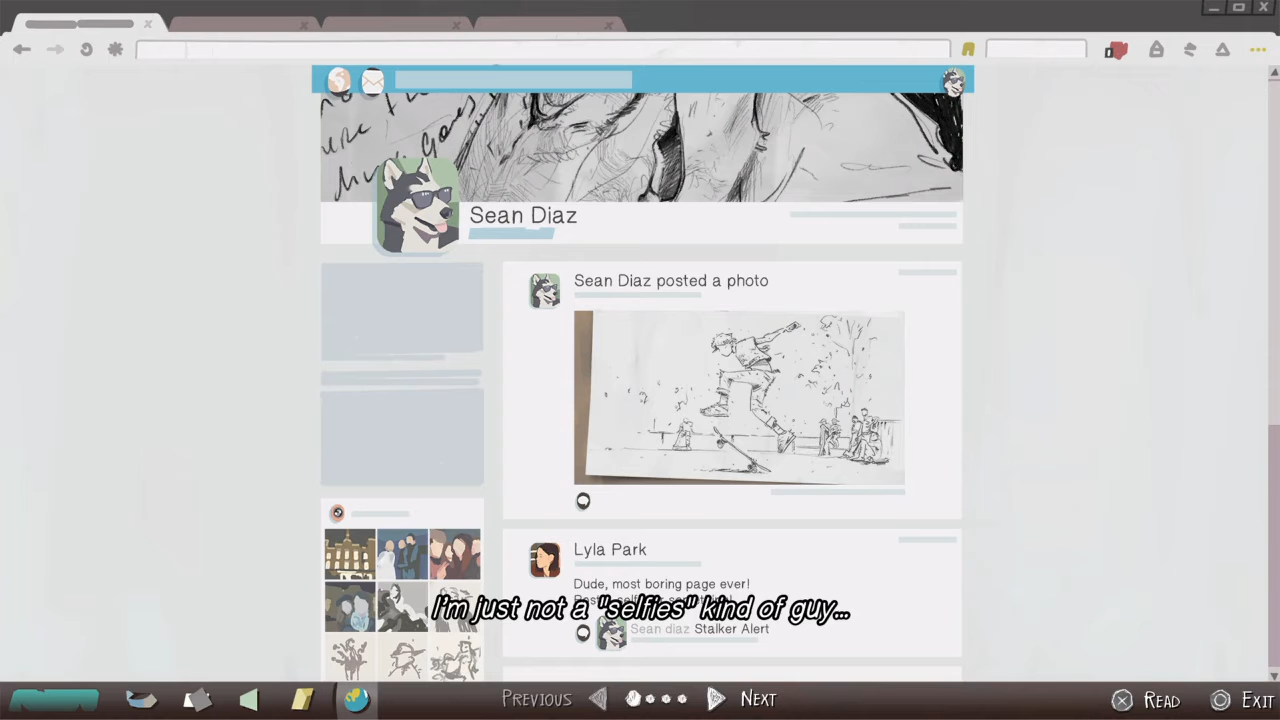 Sean Diaz
Sean Diaz posted a photo
Lyla Park
Dude, most boring page ever!
I'm just not a "selfies" kind of guy...
Sean diaz Stalker Alert
PREVIOUS
NEXT
READ
EXIT